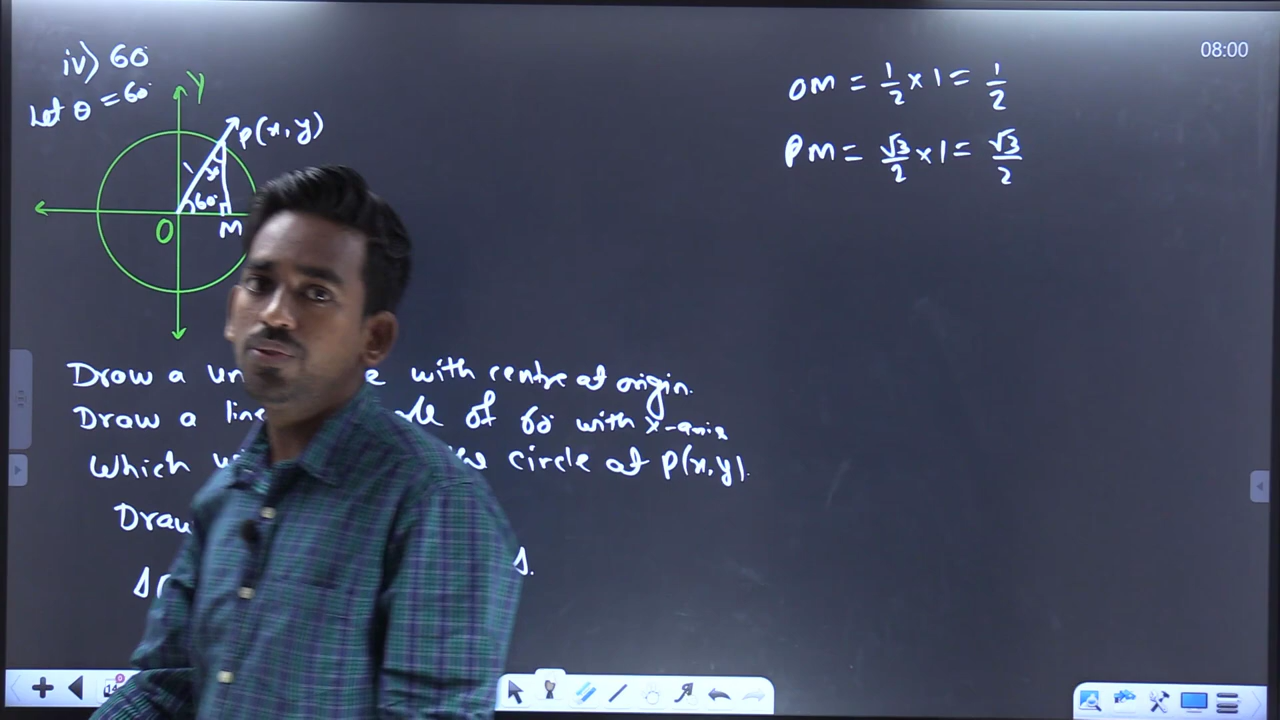 iv) 60°
Let θ = 60°
Y
P(x, y)
1
60°
O
M
OM = 1/2 × 1 = 1/2
PM = √3/2 × 1 = √3/2
08:00
Draw a with centre at origin.
Draw a line of 60° with x-axis
Which circle at P(x,y).
Draw
Δ.